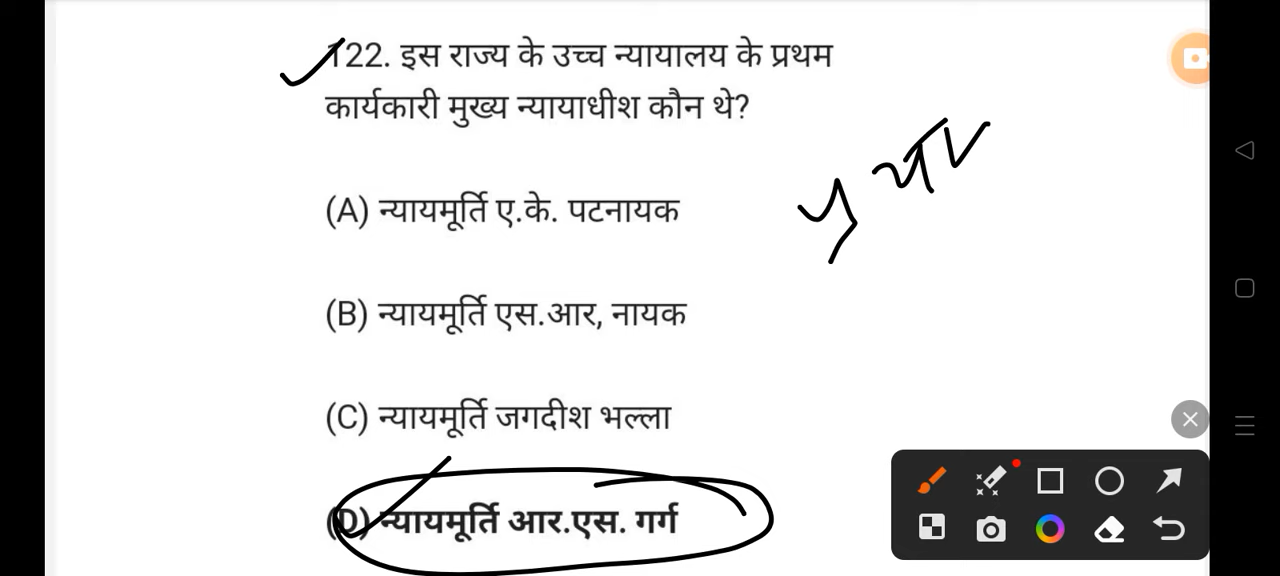 122. इस राज्य के उच्च न्यायालय के प्रथम
कार्यकारी मुख्य न्यायाधीश कौन थे?
(A) न्यायमूर्ति ए.के. पटनायक
(B) न्यायमूर्ति एस.आर, नायक
(C) न्यायमूर्ति जगदीश भल्ला
(D) न्यायमूर्ति आर.एस. गर्ग